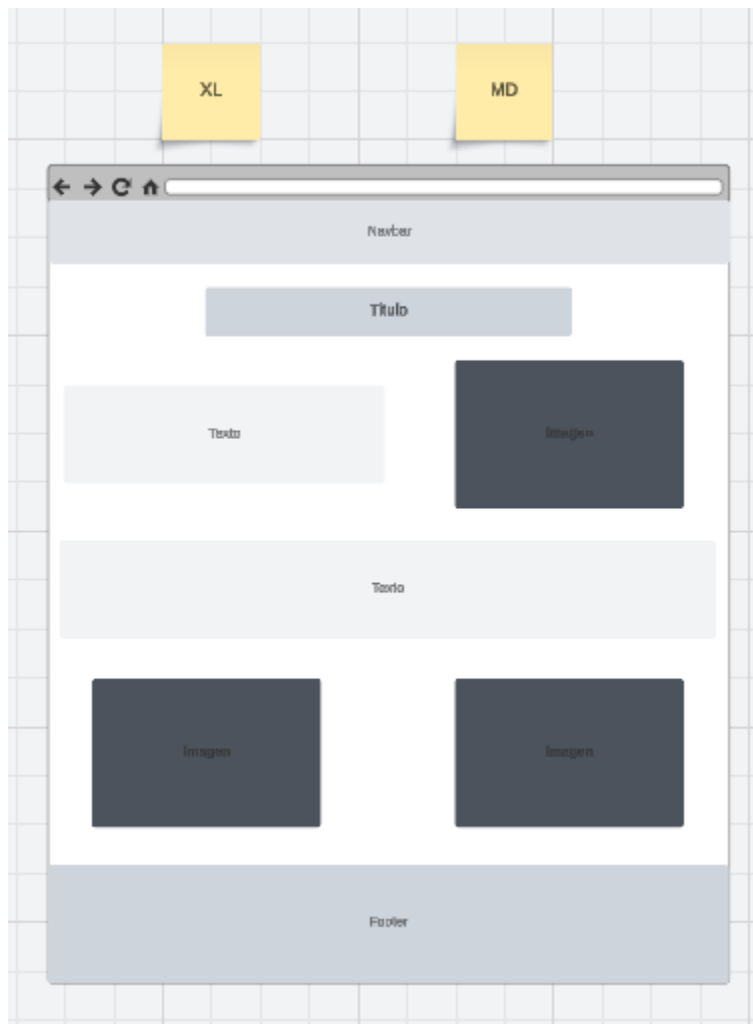 XL
MD
Navbar
Titulo
Texto
Imagen
Texto
Imagen
Imagen
Footer